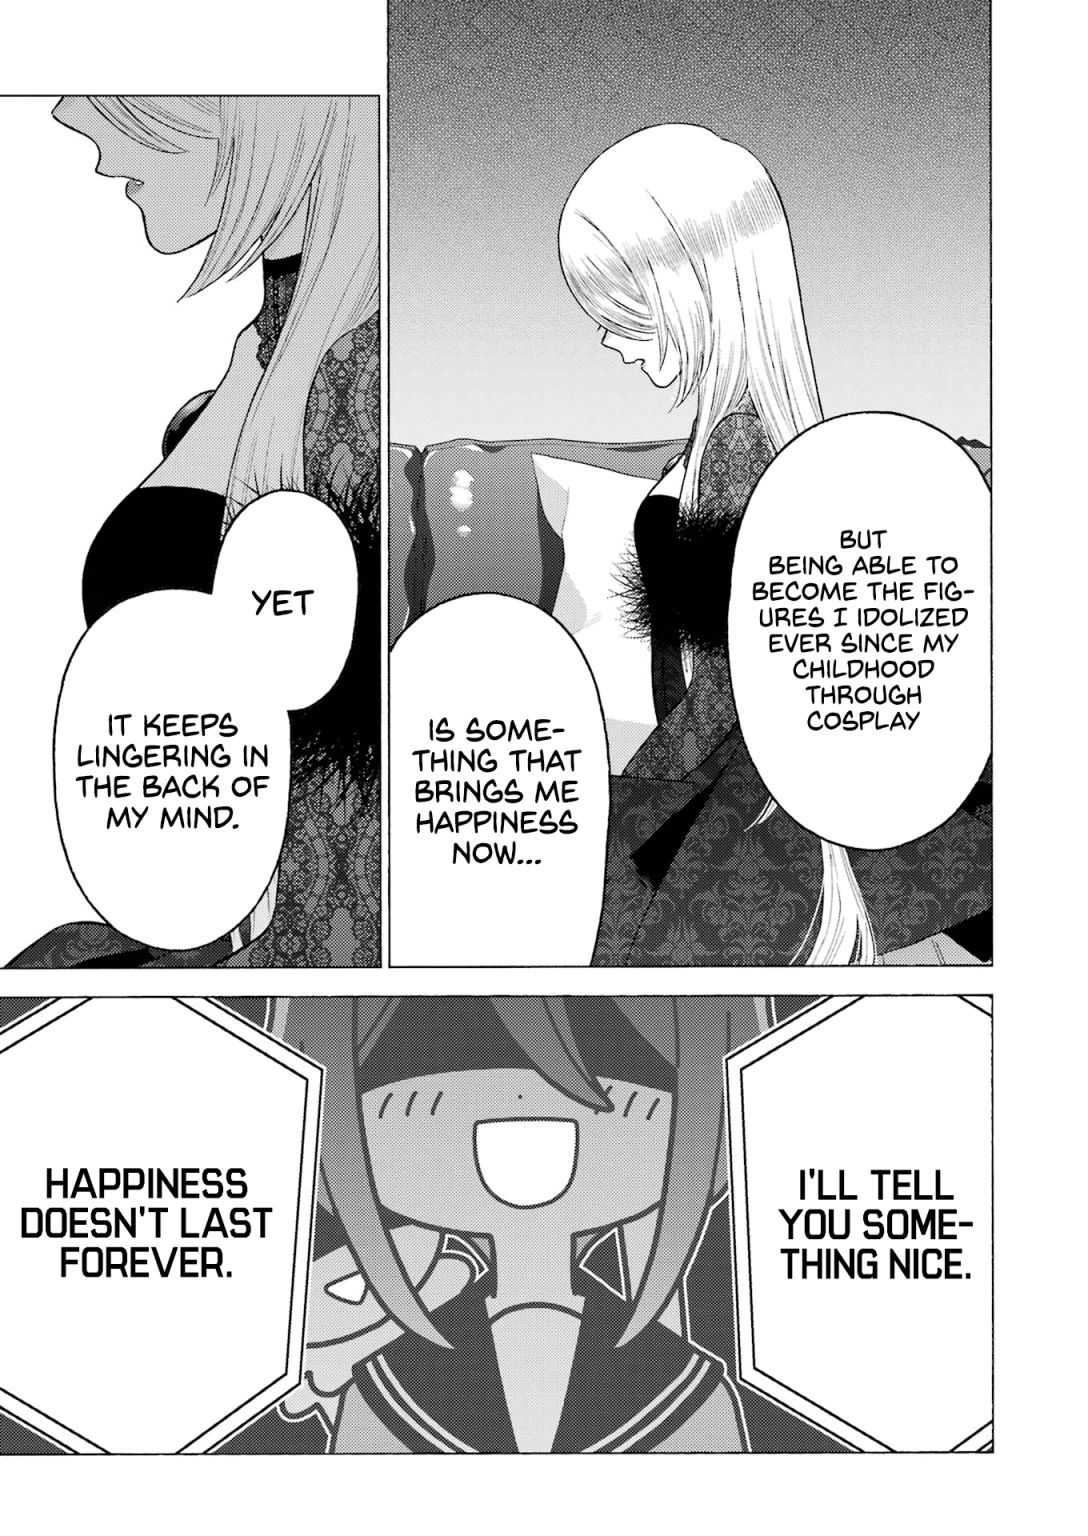 BUT
BEING ABLE TO
BECOME THE FIG-
URES I IDOLIZED
EVER SINCE MY
CHILDHOOD
THROUGH
COSPLAY
IS SOME-
THING THAT
BRINGS ME
HAPPINESS
NOW...
YET
IT KEEPS
LINGERING IN
THE BACK OF
MY MIND.
I'LL TELL
YOU SOME-
THING NICE.
HAPPINESS
DOESN'T LAST
FOREVER.